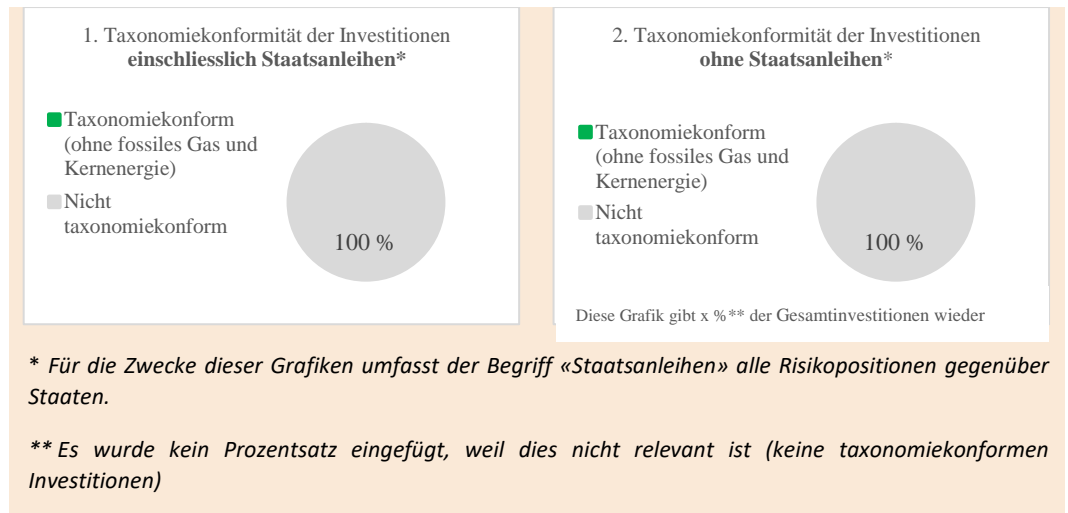 1. Taxonomiekonformität der Investitionen
einschliesslich Staatsanleihen*
Taxonomiekonform
(ohne fossiles Gas und
Kernenergie)
Nicht
taxonomiekonform
100 %
2. Taxonomiekonformität der Investitionen
ohne Staatsanleihen*
Taxonomiekonform
(ohne fossiles Gas und
Kernenergie)
Nicht
taxonomiekonform
100 %
Diese Grafik gibt x %** der Gesamtinvestitionen wieder
* Für die Zwecke dieser Grafiken umfasst der Begriff «Staatsanleihen» alle Risikopositionen gegenüber
Staaten.
** Es wurde kein Prozentsatz eingefügt, weil dies nicht relevant ist (keine taxonomiekonformen
Investitionen)